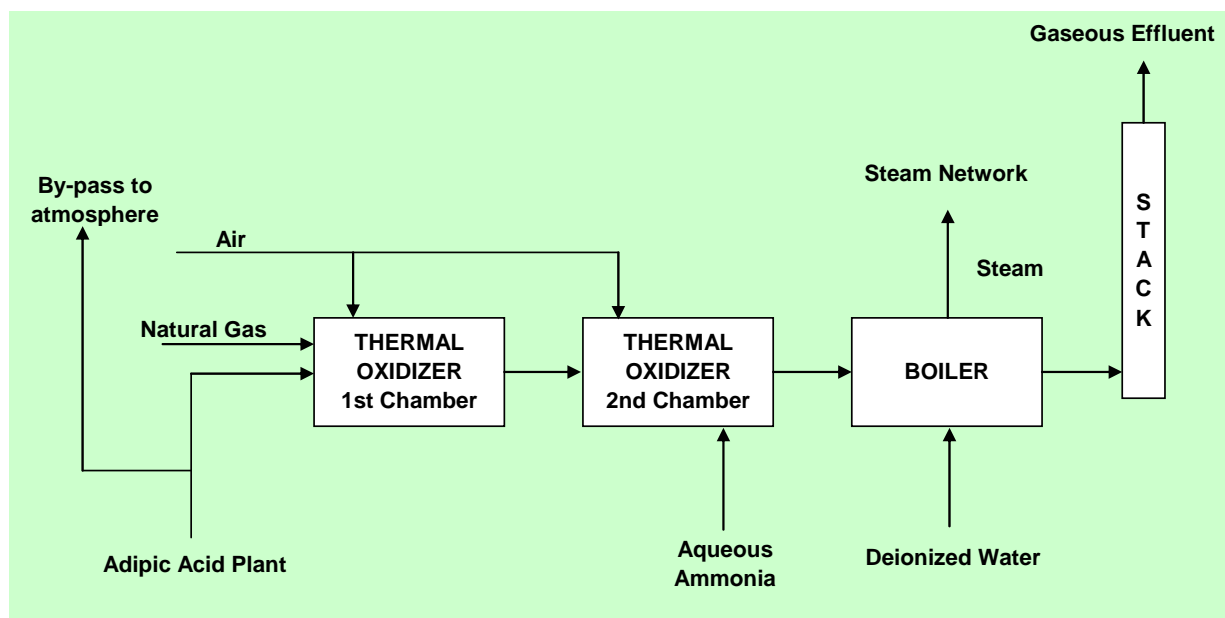 Gaseous Effluent
By-pass to
atmosphere
Steam Network
S
T
A
C
K
Air
Steam
Natural Gas
THERMAL
OXIDIZER
1st Chamber
THERMAL
OXIDIZER
2nd Chamber
BOILER
Adipic Acid Plant
Aqueous
Ammonia
Deionized Water